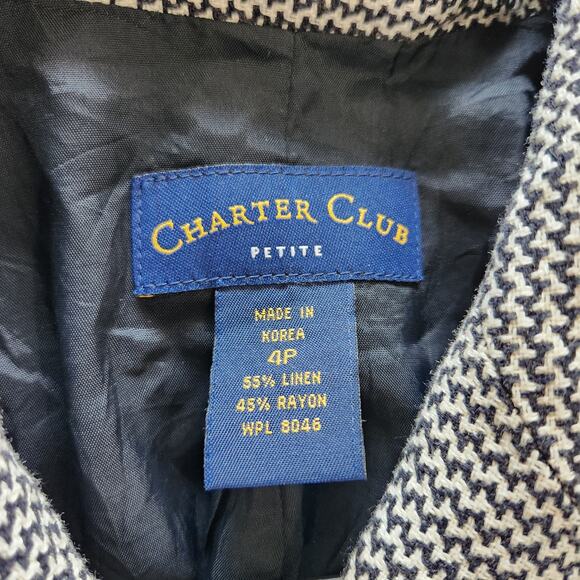 CHARTER CLUB
PETITE
MADE IN
KOREA
4P
55% LINEN
45% RAYON
WPL 8046